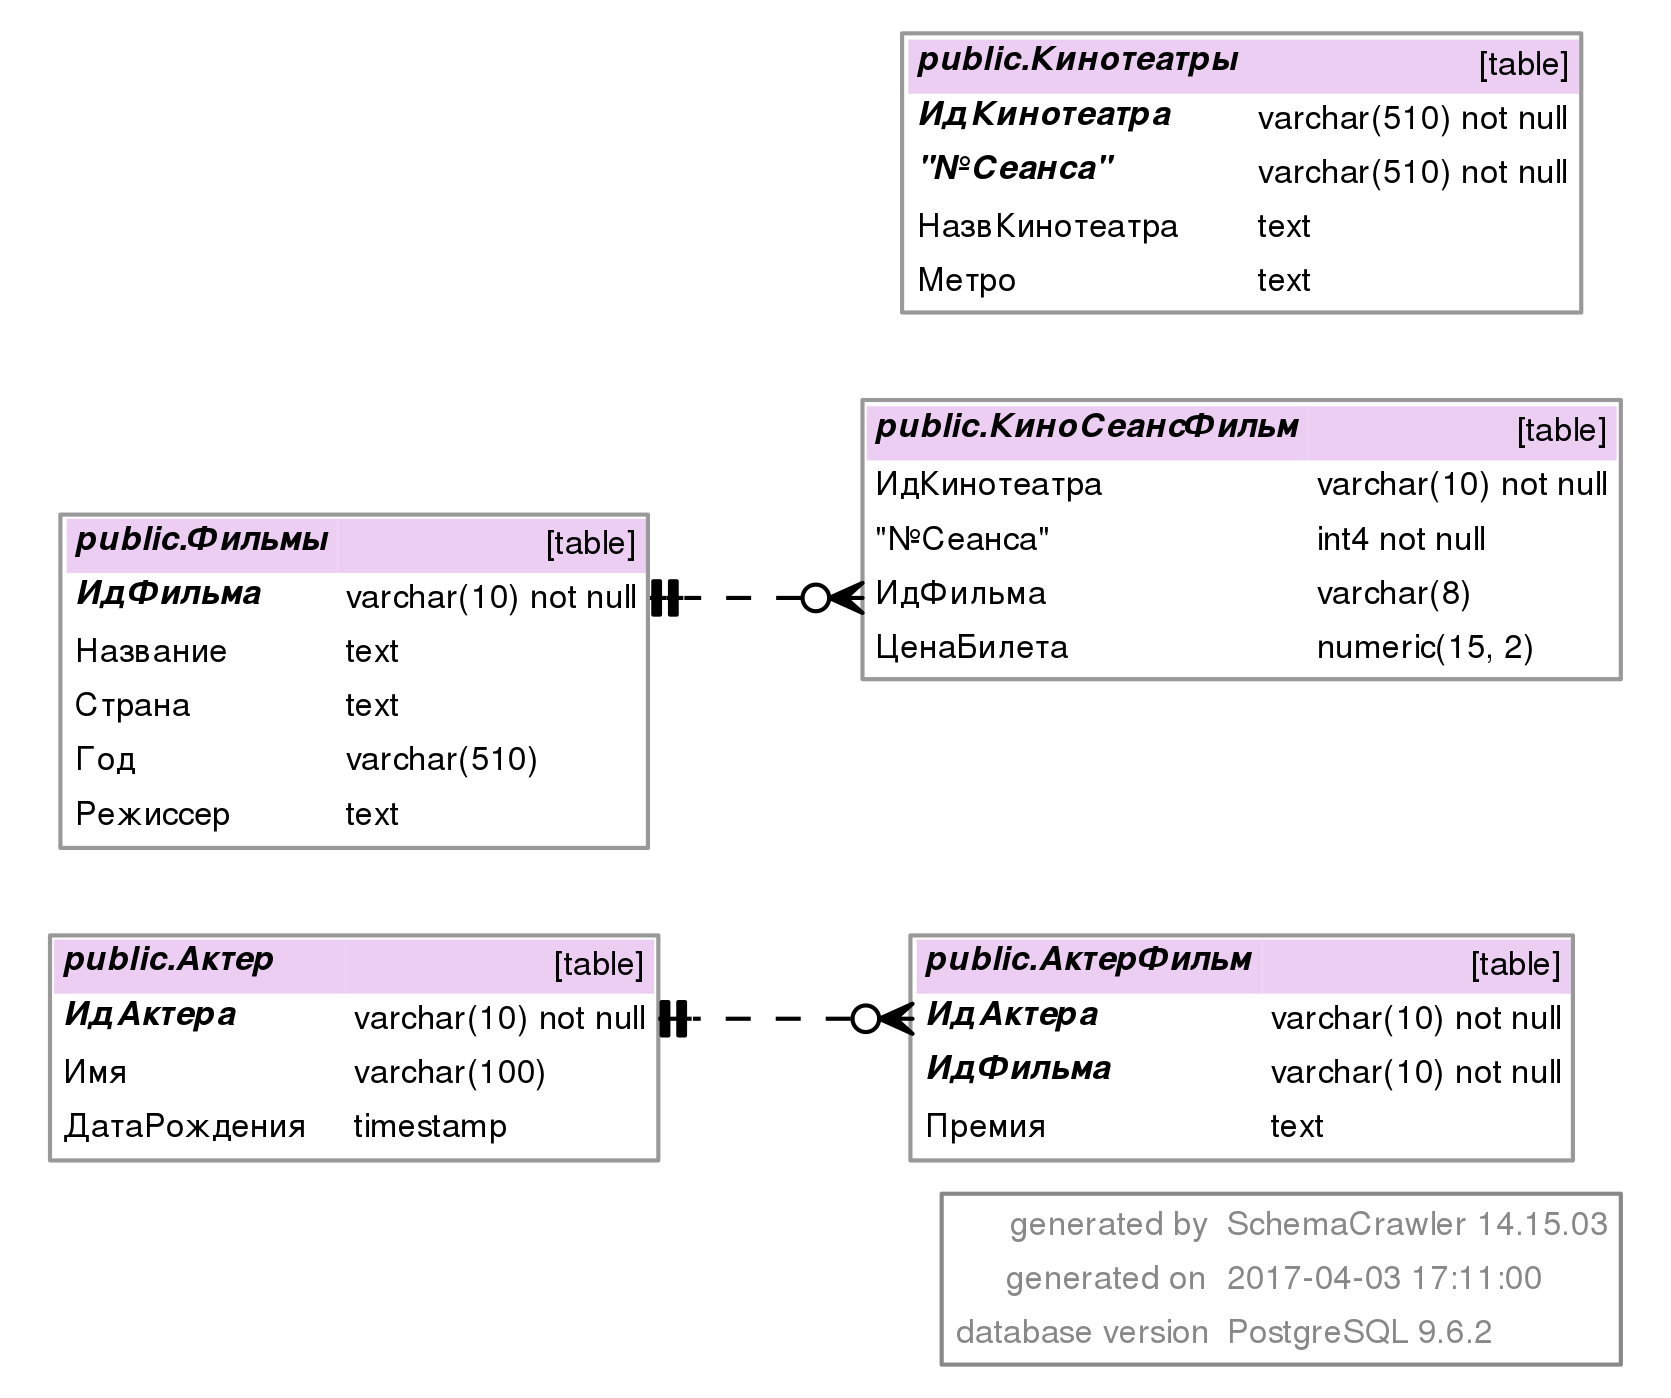 public.Кинотеатры [table]
ИдКинотеатра varchar(510) not null
"№Сеанса" varchar(510) not null
НазвКинотеатра text
Метро text
public.КиноСеансФильм [table]
ИдКинотеатра varchar(10) not null
"№Сеанса" int4 not null
ИдФильма varchar(8)
ЦенаБилета numeric(15, 2)
public.Фильмы [table]
ИдФильма varchar(10) not null
Название text
Страна text
Год varchar(510)
Режиссер text
public.Актер [table]
ИдАктера varchar(10) not null
Имя varchar(100)
ДатаРождения timestamp
public.АктерФильм [table]
ИдАктера varchar(10) not null
ИдФильма varchar(10) not null
Премия text
generated by SchemaCrawler 14.15.03
generated on 2017-04-03 17:11:00
database version PostgreSQL 9.6.2